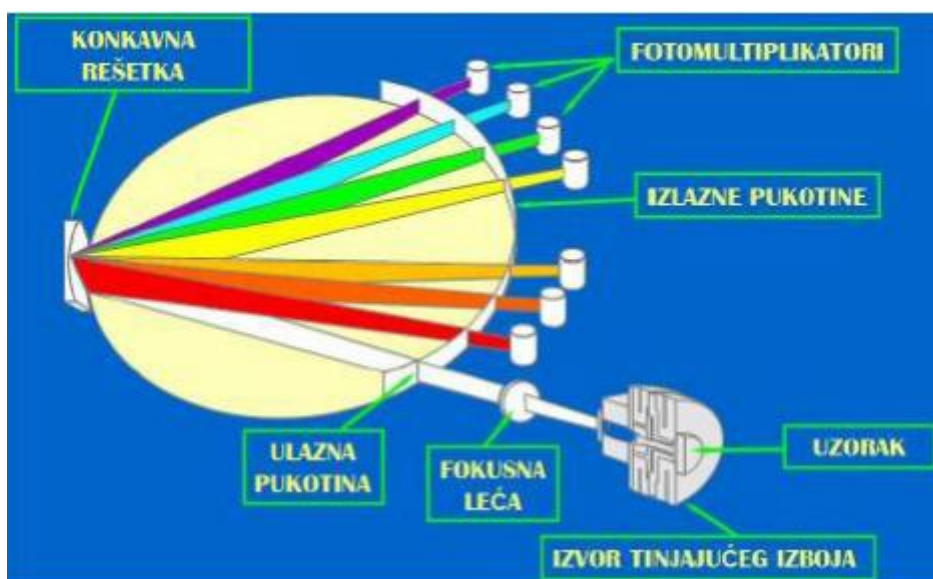 KONKAVNA
REŠETKA
FOTOMULTIPLIKATORI
IZLAZNE PUKOTINE
ULAZNA
PUKOTINA
FOKUSNA
LEĆA
UZORAK
IZVOR TINJAJUĆEG IZBOJA